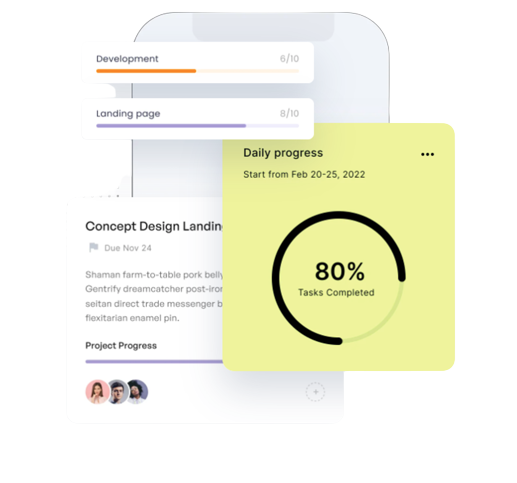 Development 6/10
Landing page 8/10
Daily progress
Start from Feb 20-25, 2022
80%
Tasks Completed
Concept Design Landin
Due Nov 24
Shaman farm-to-table pork belly
Gentrify dreamcatcher post-iron
seitan direct trade messenger b
flexitarian enamel pin.
Project Progress